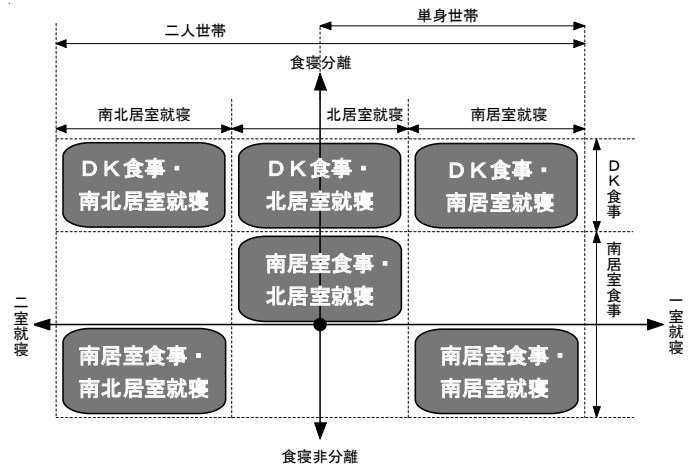 単身世帯
二人世帯
食寝分離
南北居室就寝
北居室就寝
南居室就寝
DK食事・
南北居室就寝
DK食事・
北居室就寝
DK食事・
南居室就寝
DK食事
南居室食事・
北居室就寝
南居室食事
二室就寝
一室就寝
南居室食事・
南北居室就寝
南居室食事・
南居室就寝
食寝非分離